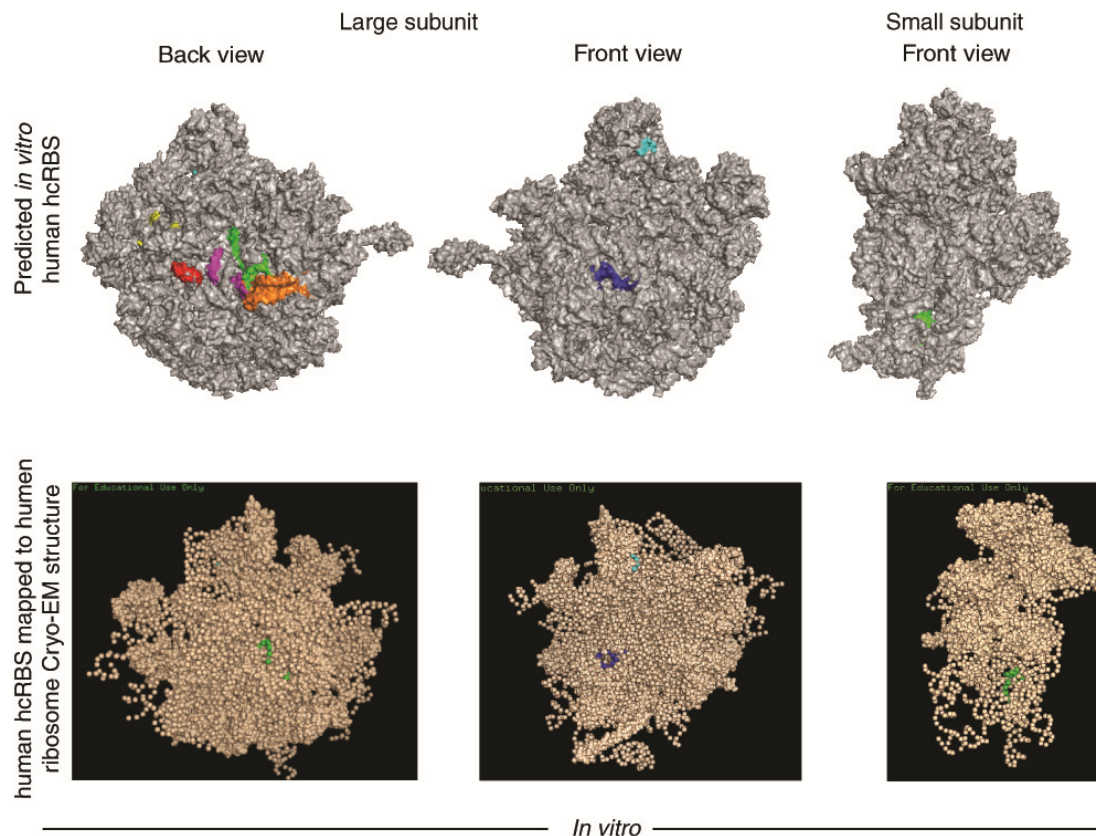 Large subunit
Small subunit
Back view
Front view
Front view
Predicted in vitro
human hcRBS
human hcRBS mapped to humen
ribosome Cryo-EM structure
For Educational Use Only
ucational Use Only
For Educational Use Only
In vitro